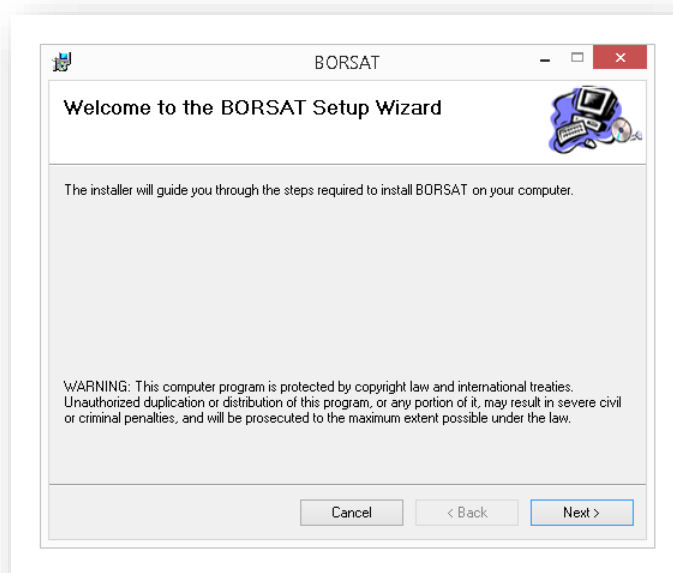 BORSAT
Welcome to the BORSAT Setup Wizard
The installer will guide you through the steps required to install BORSAT on your computer.
WARNING: This computer program is protected by copyright law and international treaties.
Unauthorized duplication or distribution of this program, or any portion of it, may result in severe civil
or criminal penalties, and will be prosecuted to the maximum extent possible under the law.
Cancel
< Back
Next >